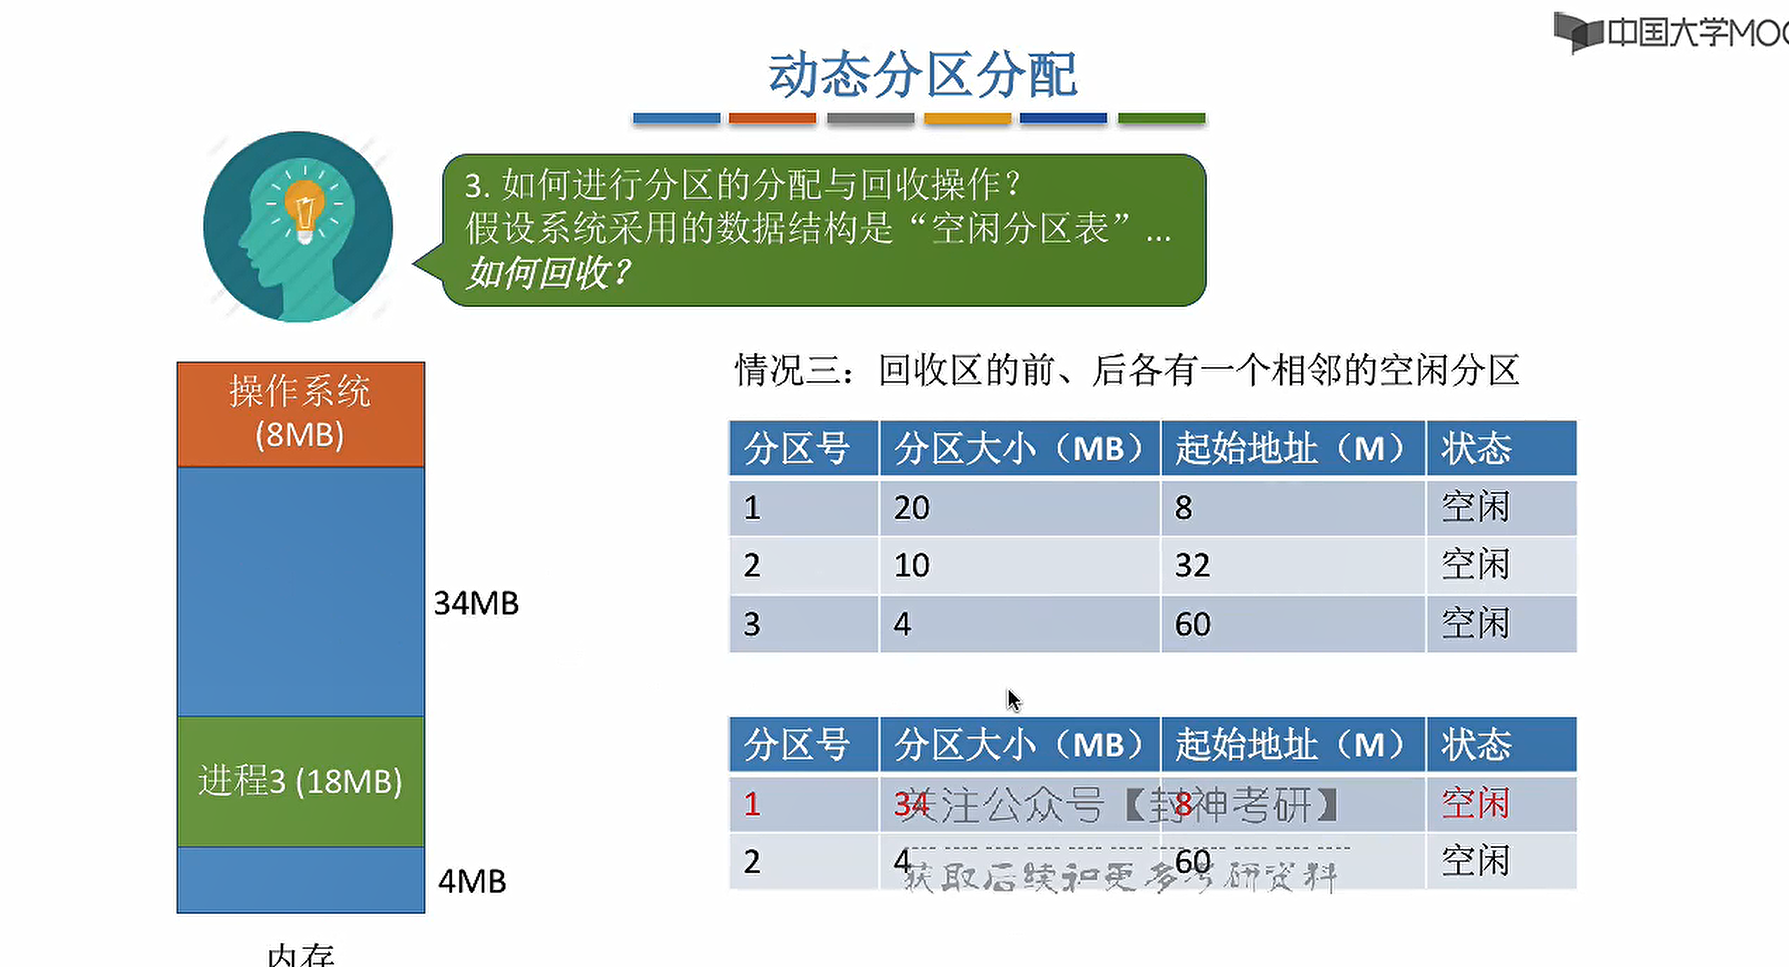 中国大学MOO
动态分区分配
3. 如何进行分区的分配与回收操作？
假设系统采用的数据结构是“空闲分区表”...
如何回收？
操作系统
(8MB)
34MB
进程3 (18MB)
4MB
内存
情况三：回收区的前、后各有一个相邻的空闲分区
分区号 分区大小（MB） 起始地址（M） 状态
1 20 8 空闲
2 10 32 空闲
3 4 60 空闲
分区号 分区大小（MB） 起始地址（M） 状态
1 34 8 空闲
2 4 60 空闲
关注公众号【封神考研】
获取后续和更多考研资料